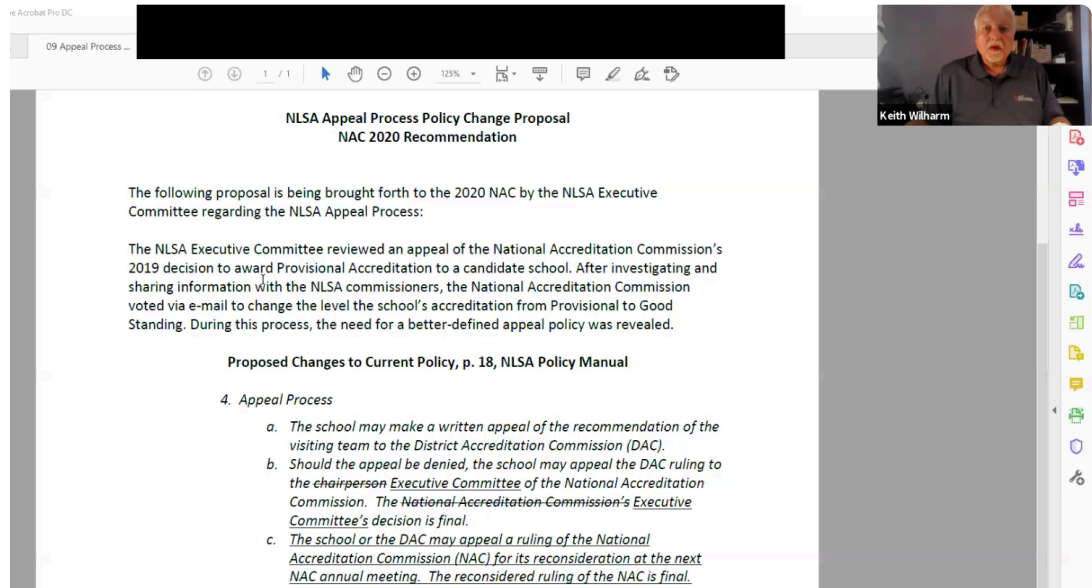 e Acrobat Pro DC
09 Appeal Process ...
1 / 1
125%
Keith Wilharm
NLSA Appeal Process Policy Change Proposal
NAC 2020 Recommendation
The following proposal is being brought forth to the 2020 NAC by the NLSA Executive
Committee regarding the NLSA Appeal Process:
The NLSA Executive Committee reviewed an appeal of the National Accreditation Commission's
2019 decision to award Provisional Accreditation to a candidate school. After investigating and
sharing information with the NLSA commissioners, the National Accreditation Commission
voted via e-mail to change the level the school's accreditation from Provisional to Good
Standing. During this process, the need for a better-defined appeal policy was revealed.
Proposed Changes to Current Policy, p. 18, NLSA Policy Manual
4. Appeal Process
a. The school may make a written appeal of the recommendation of the
visiting team to the District Accreditation Commission (DAC).
b. Should the appeal be denied, the school may appeal the DAC ruling to
the chairperson Executive Committee of the National Accreditation
Commission. The National Accreditation Commission's Executive
Committee's decision is final.
c. The school or the DAC may appeal a ruling of the National
Accreditation Commission (NAC) for its reconsideration at the next
NAC annual meeting. The reconsidered ruling of the NAC is final.